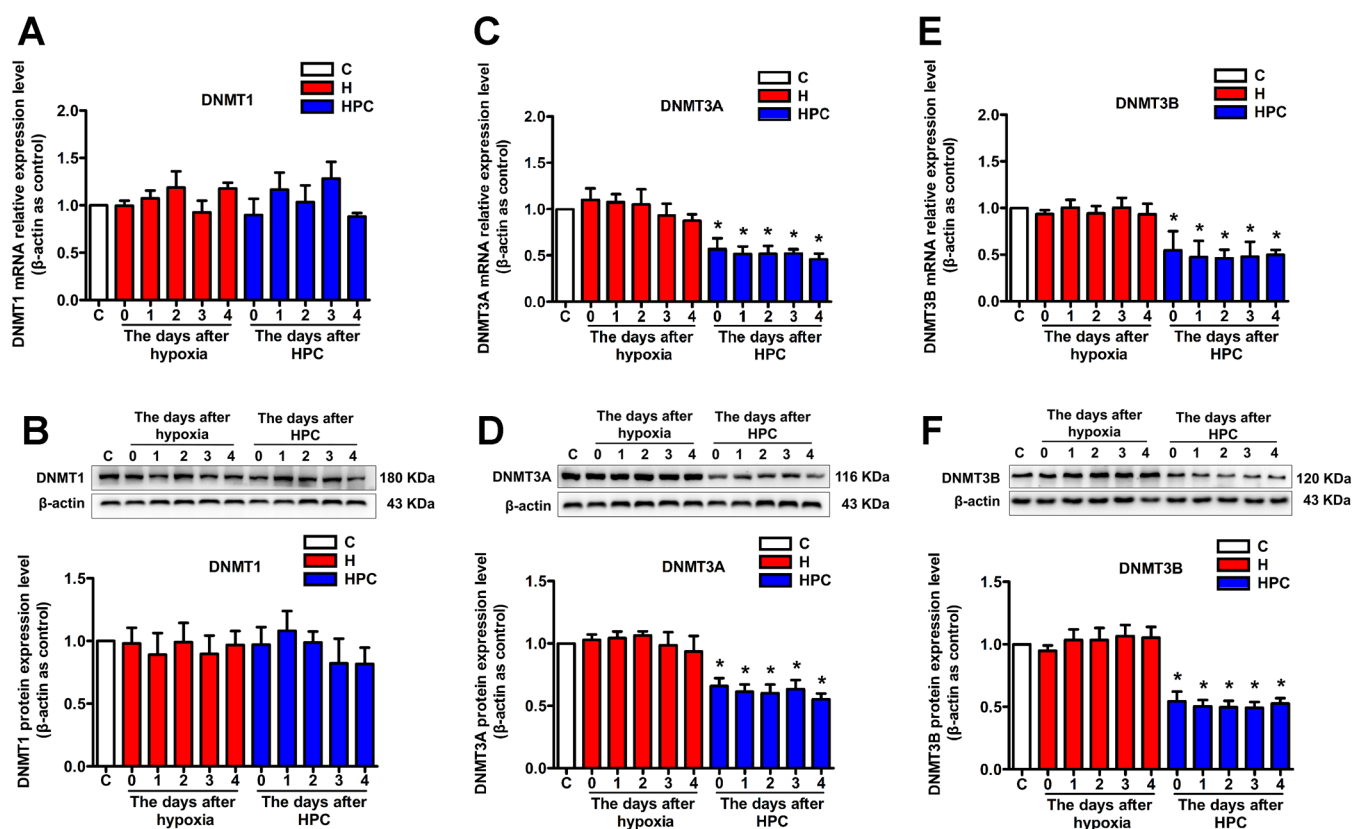 A
DNMT1 mRNA relative expression level
(β-actin as control)
C
H
HPC
DNMT1
2.0
1.5
1.0
0.5
0.0
C 0 1 2 3 4 0 1 2 3 4
The days after
hypoxia
The days after
HPC
C
DNMT3A mRNA relative expression level
(β-actin as control)
C
H
HPC
DNMT3A
2.0
1.5
1.0
0.5
0.0
* * * * *
C 0 1 2 3 4 0 1 2 3 4
The days after
hypoxia
The days after
HPC
E
DNMT3B mRNA relative expression level
(β-actin as control)
C
H
HPC
DNMT3B
2.0
1.5
1.0
0.5
0.0
* * * * *
C 0 1 2 3 4 0 1 2 3 4
The days after
hypoxia
The days after
HPC
B
The days after
hypoxia
The days after
HPC
C 0 1 2 3 4 0 1 2 3 4
DNMT1 180 KDa
β-actin 43 KDa
DNMT1 protein expression level
(β-actin as control)
C
H
HPC
DNMT1
1.5
1.0
0.5
0.0
C 0 1 2 3 4 0 1 2 3 4
The days after
hypoxia
The days after
HPC
D
The days after
hypoxia
The days after
HPC
C 0 1 2 3 4 0 1 2 3 4
DNMT3A 116 KDa
β-actin 43 KDa
DNMT3A protein expression level
(β-actin as control)
C
H
HPC
DNMT3A
1.5
1.0
0.5
0.0
* * * * *
C 0 1 2 3 4 0 1 2 3 4
The days after
hypoxia
The days after
HPC
F
The days after
hypoxia
The days after
HPC
C 0 1 2 3 4 0 1 2 3 4
DNMT3B 120 KDa
β-actin 43 KDa
DNMT3B protein expression level
(β-actin as control)
C
H
HPC
DNMT3B
1.5
1.0
0.5
0.0
* * * * *
C 0 1 2 3 4 0 1 2 3 4
The days after
hypoxia
The days after
HPC